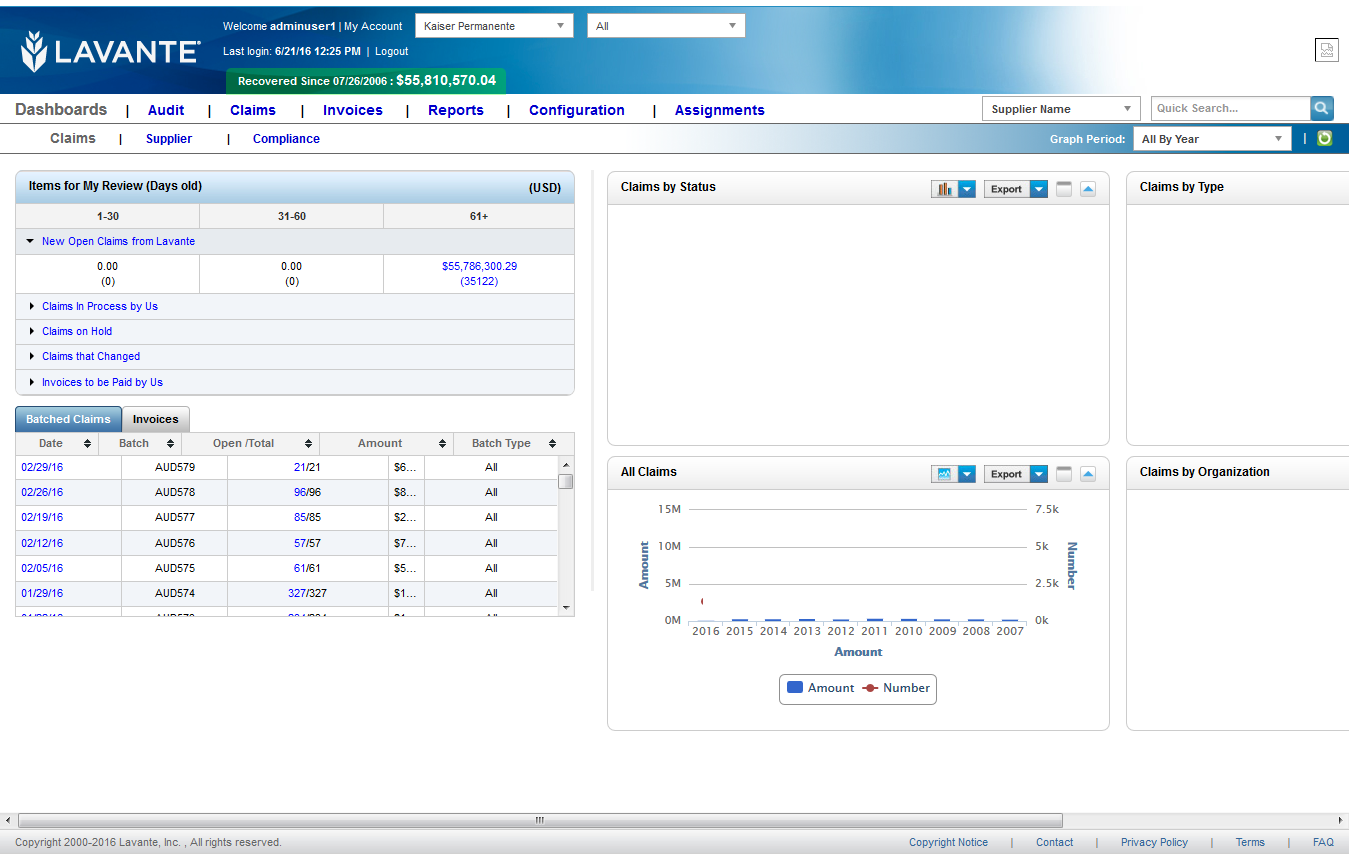 LAVANTE
Welcome adminuser1 | My Account
Kaiser Permanente
All
Last login: 6/21/16 12:25 PM | Logout
Recovered Since 07/26/2006 : $55,810,570.04
Dashboards | Audit | Claims | Invoices | Reports | Configuration | Assignments
Supplier Name
Quick Search...
Claims | Supplier | Compliance
Graph Period: All By Year |
Items for My Review (Days old) (USD)
1-30 31-60 61+
New Open Claims from Lavante
0.00 0.00 $55,786,300.29
(0) (0) (35122)
Claims In Process by Us
Claims on Hold
Claims that Changed
Invoices to be Paid by Us
Batched Claims Invoices
Date Batch Open /Total Amount Batch Type
02/29/16 AUD579 21/21 $6... All
02/26/16 AUD578 96/96 $8... All
02/19/16 AUD577 85/85 $2... All
02/12/16 AUD576 57/57 $7... All
02/05/16 AUD575 61/61 $5... All
01/29/16 AUD574 327/327 $1... All
Claims by Status
Export
Claims by Type
All Claims
Export
15M 7.5k
10M 5k
5M 2.5k
0M 0k
Amount
Number
2016 2015 2014 2013 2012 2011 2010 2009 2008 2007
Amount
Amount Number
Claims by Organization
Copyright 2000-2016 Lavante, Inc. , All rights reserved.
Copyright Notice | Contact | Privacy Policy | Terms | FAQ